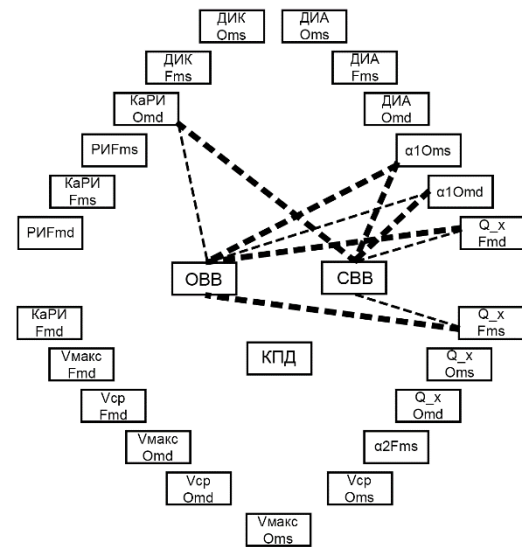 ДИК
Oms
ДИА
Oms
ДИК
Fms
ДИА
Fms
КаРИ
Omd
ДИА
Omd
РИFms
α1Oms
КаРИ
Fms
α1Omd
РИFmd
Q_x
Fmd
ОВВ
СВВ
КаРИ
Fmd
Q_x
Fms
Vмакс
Fmd
КПД
Q_x
Oms
Vср
Fmd
Q_x
Omd
Vмакс
Omd
α2Fms
Vср
Omd
Vср
Oms
Vмакс
Oms